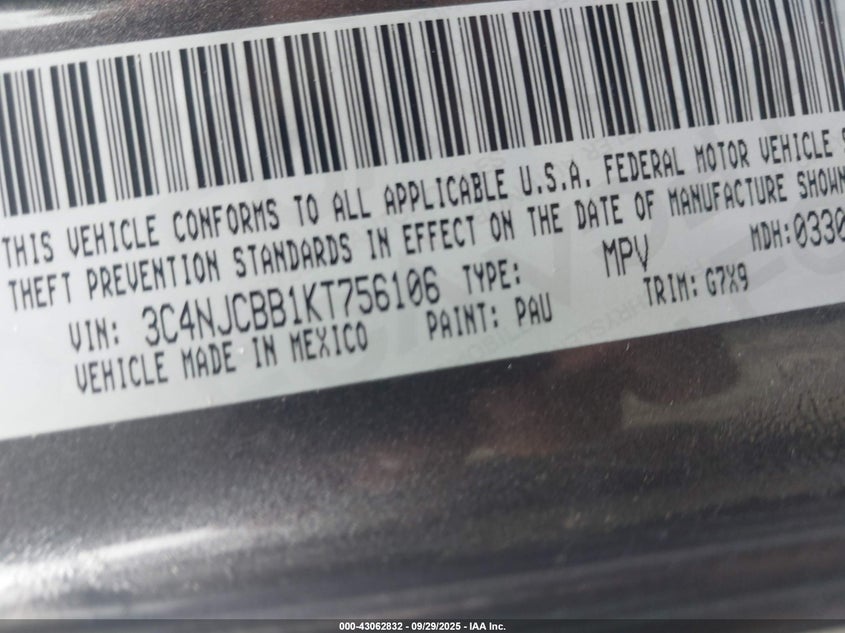 THIS VEHICLE CONFORMS TO ALL APPLICABLE U.S.A. FEDERAL MOTOR VEHICLE S
THEFT PREVENTION STANDARDS IN EFFECT ON THE DATE OF MANUFACTURE SHOWN
VIN: 3C4NJCBB1KT756106 TYPE: MPV MDH:0330
VEHICLE MADE IN MEXICO PAINT: PAU TRIM: G7X9
000-43062832 - 09/29/2025 - IAA Inc.